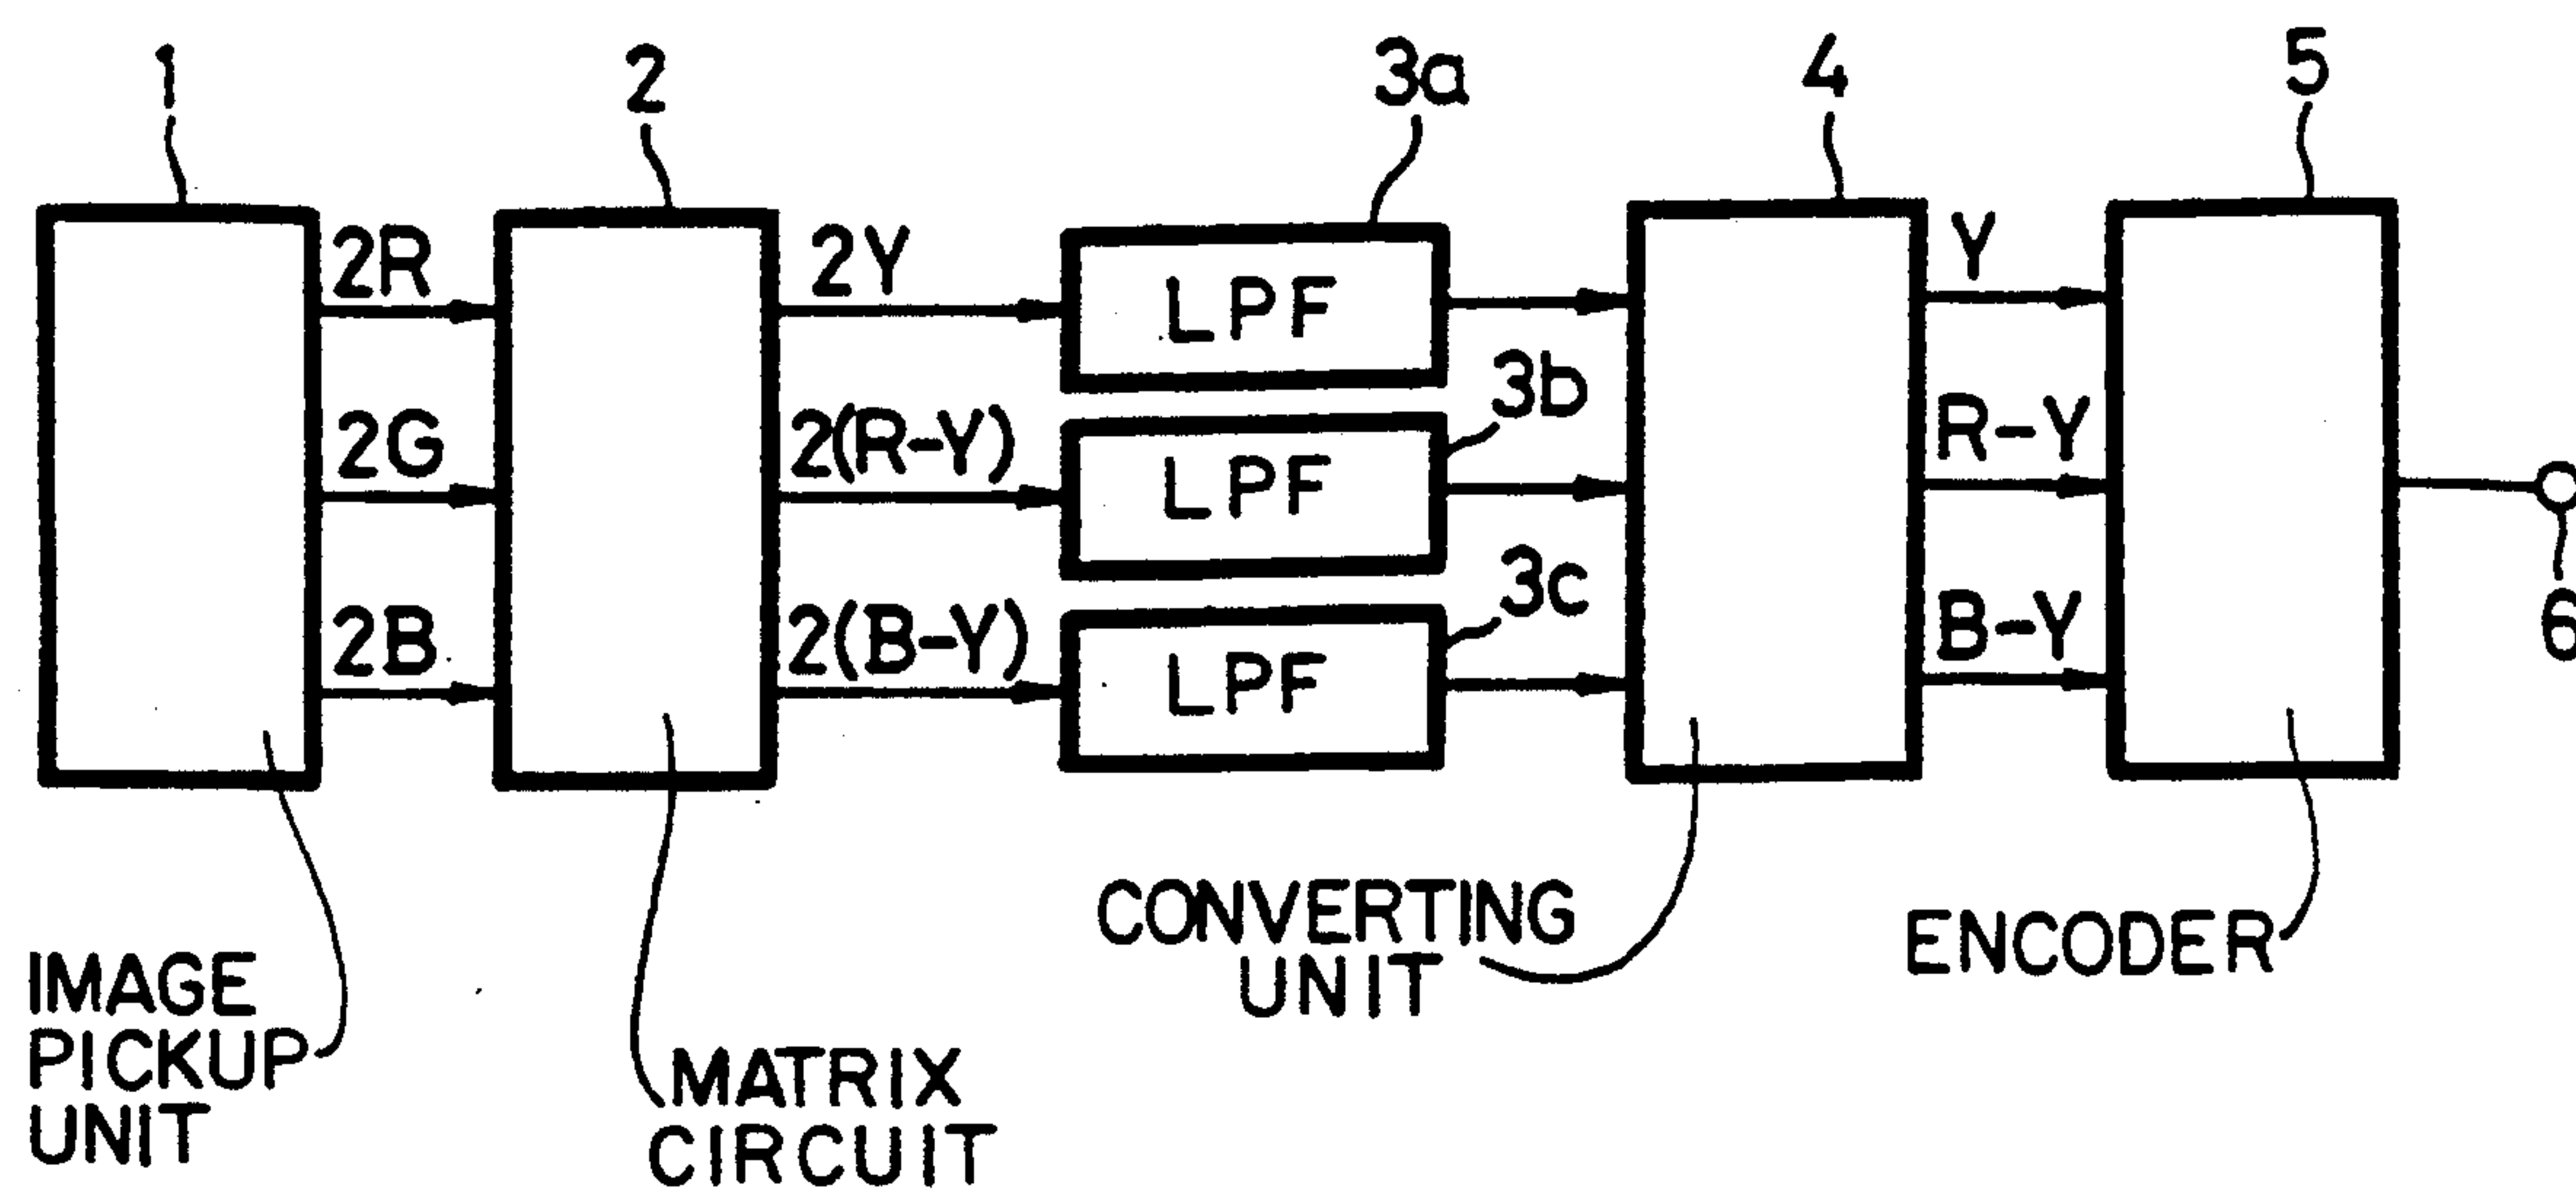 1
2
3a
4
5
2R
2Y
LPF
Y
3b
2G
2(R-Y)
LPF
R-Y
3c
2B
2(B-Y)
LPF
B-Y
6
IMAGE
PICKUP
UNIT
MATRIX
CIRCUIT
CONVERTING
UNIT
ENCODER